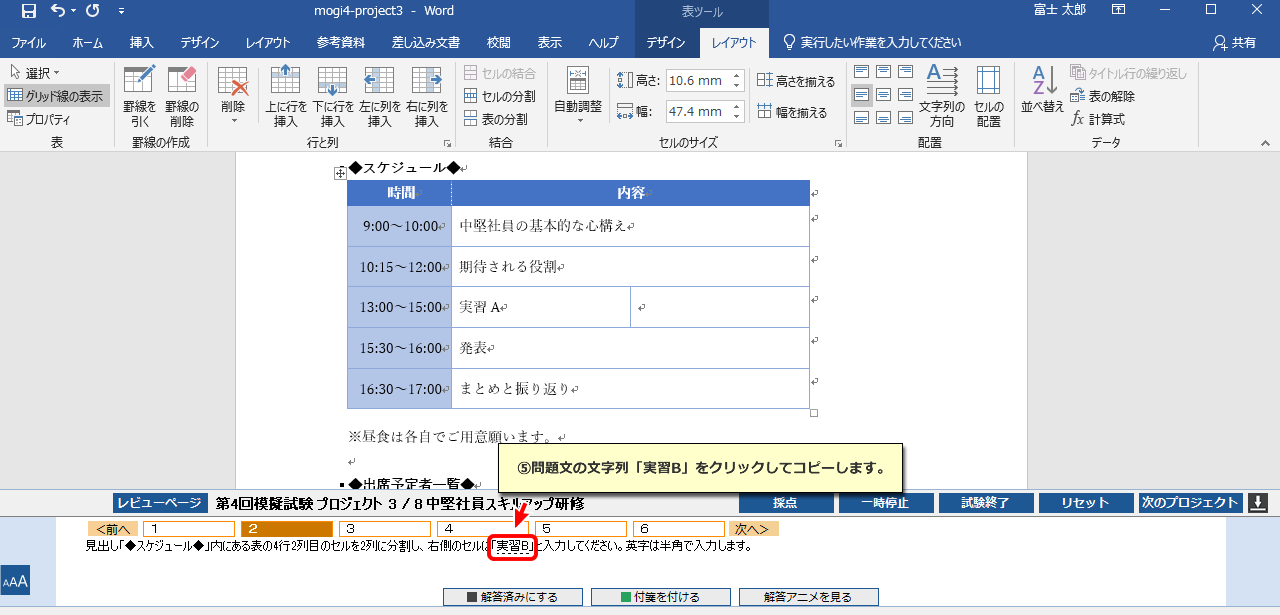 mogi4-project3 - Word
表ツール
富士 太郎
ファイル ホーム 挿入 デザイン レイアウト 参考資料 差し込み文書 校閲 表示 ヘルプ デザイン レイアウト 実行したい作業を入力してください 共有
選択
グリッド線の表示
プロパティ
表
罫線を引く
罫線の削除
罫線の作成
削除
上に行を挿入
下に行を挿入
左に列を挿入
右に列を挿入
行と列
セルの結合
セルの分割
表の分割
結合
自動調整
高さ: 10.6 mm
幅: 47.4 mm
高さを揃える
幅を揃える
セルのサイズ
文字列の方向
セルの配置
配置
並べ替え
タイトル行の繰り返し
表の解除
計算式
データ
◆スケジュール◆
時間 内容
9:00～10:00 中堅社員の基本的な心構え
10:15～12:00 期待される役割
13:00～15:00 実習 A
15:30～16:00 発表
16:30～17:00 まとめと振り返り
※昼食は各自でご用意願います。
◆出席予定者一覧◆
⑤問題文の文字列「実習B」をクリックしてコピーします。
レビューページ 第4回模擬試験 プロジェクト 3 / 8 中堅社員スキルアップ研修 採点 一時停止 試験終了 リセット 次のプロジェクト
<前へ 1 2 3 4 5 6 次へ>
見出し「◆スケジュール◆」内にある表の4行2列目のセルを2列に分割し、右側のセルに「実習B」と入力してください。英字は半角で入力します。
AAA
解答済みにする 付箋を付ける 解答アニメを見る